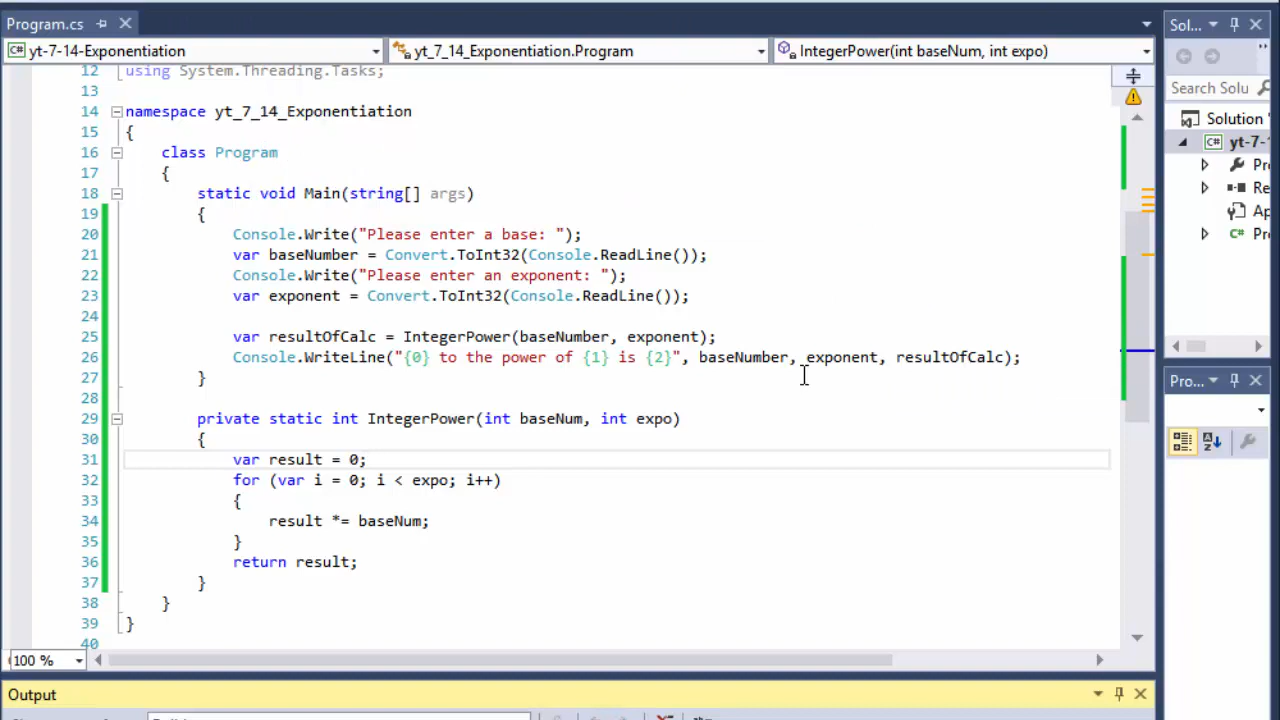 Program.cs
Sol...
yt-7-14-Exponentiation yt_7_14_Exponentiation.Program IntegerPower(int baseNum, int expo)
12 using System.Threading.Tasks;
13
14 namespace yt_7_14_Exponentiation
15 {
16 class Program
17 {
18 static void Main(string[] args)
19 {
20 Console.Write("Please enter a base: ");
21 var baseNumber = Convert.ToInt32(Console.ReadLine());
22 Console.Write("Please enter an exponent: ");
23 var exponent = Convert.ToInt32(Console.ReadLine());
24
25 var resultOfCalc = IntegerPower(baseNumber, exponent);
26 Console.WriteLine("{0} to the power of {1} is {2}", baseNumber, exponent, resultOfCalc);
27 }
28
29 private static int IntegerPower(int baseNum, int expo)
30 {
31 var result = 0;
32 for (var i = 0; i < expo; i++)
33 {
34 result *= baseNum;
35 }
36 return result;
37 }
38 }
39 }
40
100 %
Output
Search Solu
Solution '
C# yt-7-1
Pr
Re
Ap
C# Pr
Pro...